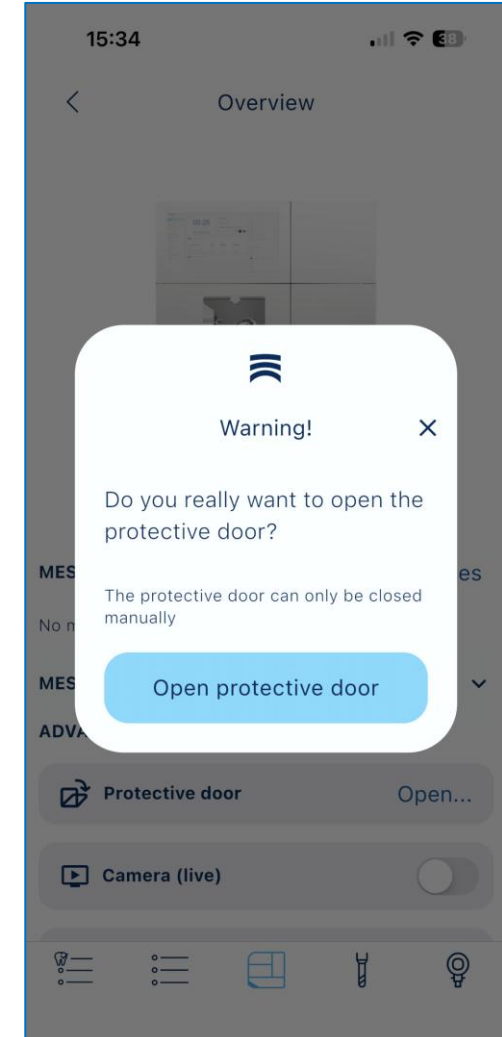 15:34
38
Overview
Warning!
Do you really want to open the
protective door?
MES
es
The protective door can only be closed
manually
No n
MES
Open protective door
ADVA
Protective door
Open...
Camera (live)